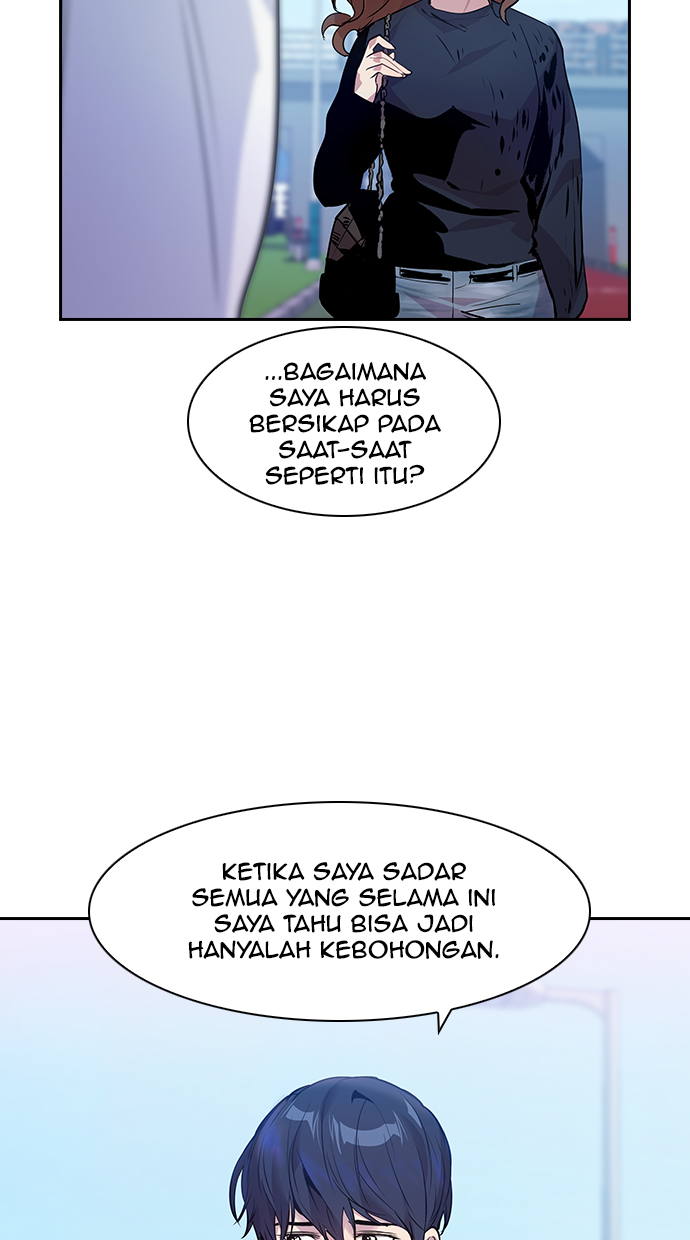 ...BAGAIMANA
SAYA HARUS
BERSIKAP PADA
SAAT-SAAT
SEPERTI ITU?
KETIKA SAYA SADAR
SEMUA YANG SELAMA INI
SAYA TAHU BISA JADI
HANYALAH KEBOHONGAN.